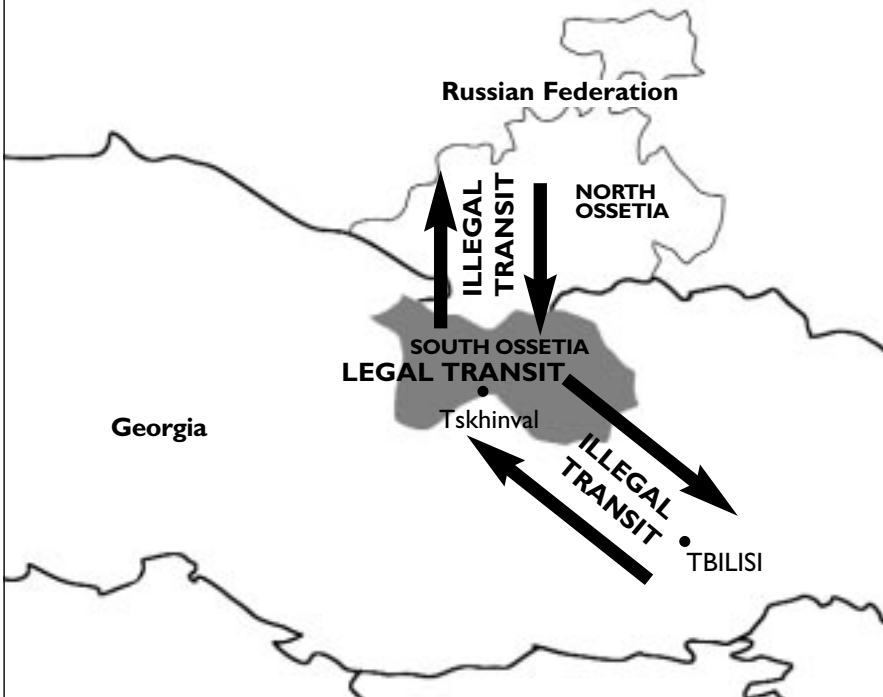 Russian Federation
ILLEGAL
TRANSIT
NORTH
OSSETIA
SOUTH OSSETIA
LEGAL TRANSIT
Tskhinval
Georgia
ILLEGAL
TRANSIT
TBILISI